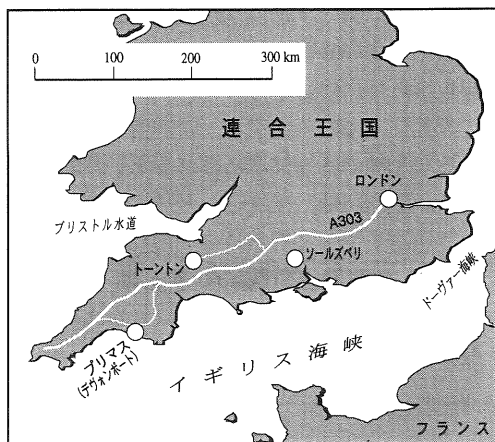 0 100 200 300 km
連合王国
ロンドン
A303
ブリストル水道
トーントン
ソールズベリ
ドーヴァー海峡
プリマス
(デヴォンポート)
イギリス海峡
フランス